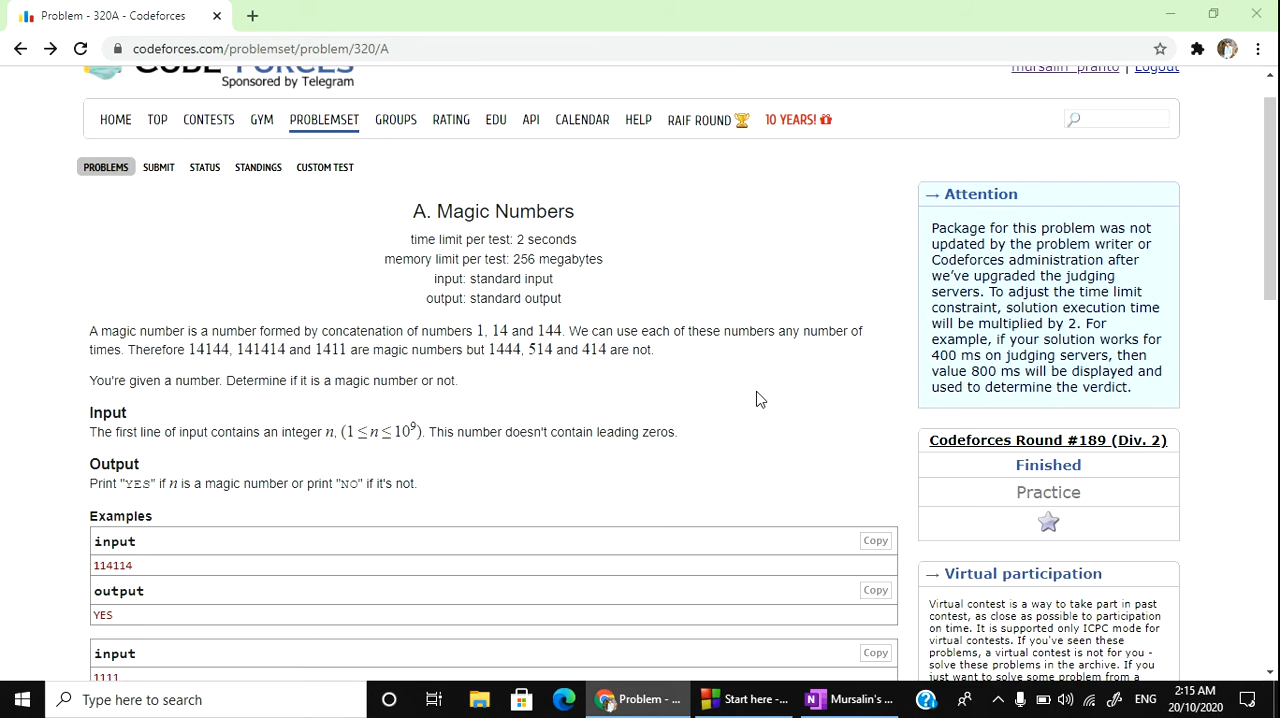 Problem - 320A - Codeforces
codeforces.com/problemset/problem/320/A
CODEFORCES
Sponsored by Telegram
mursalin_pranto | Logout
HOME TOP CONTESTS GYM PROBLEMSET GROUPS RATING EDU API CALENDAR HELP RAIF ROUND 10 YEARS!
PROBLEMS SUBMIT STATUS STANDINGS CUSTOM TEST
A. Magic Numbers
time limit per test: 2 seconds
memory limit per test: 256 megabytes
input: standard input
output: standard output
A magic number is a number formed by concatenation of numbers 1, 14 and 144. We can use each of these numbers any number of
times. Therefore 14144, 141414 and 1411 are magic numbers but 1444, 514 and 414 are not.
You're given a number. Determine if it is a magic number or not.
Input
The first line of input contains an integer n, (1 ≤ n ≤ 10⁹). This number doesn't contain leading zeros.
Output
Print "YES" if n is a magic number or print "NO" if it's not.
Examples
input
Copy
114114
output
Copy
YES
input
Copy
1111
→ Attention
Package for this problem was not
updated by the problem writer or
Codeforces administration after
we've upgraded the judging
servers. To adjust the time limit
constraint, solution execution time
will be multiplied by 2. For
example, if your solution works for
400 ms on judging servers, then
value 800 ms will be displayed and
used to determine the verdict.
Codeforces Round #189 (Div. 2)
Finished
Practice
→ Virtual participation
Virtual contest is a way to take part in past
contest, as close as possible to participation
on time. It is supported only ICPC mode for
virtual contests. If you've seen these
problems, a virtual contest is not for you -
solve these problems in the archive. If you
just want to solve some problem from a
Type here to search
Problem - ...
Start here -...
Mursalin's ...
ENG
2:15 AM
20/10/2020